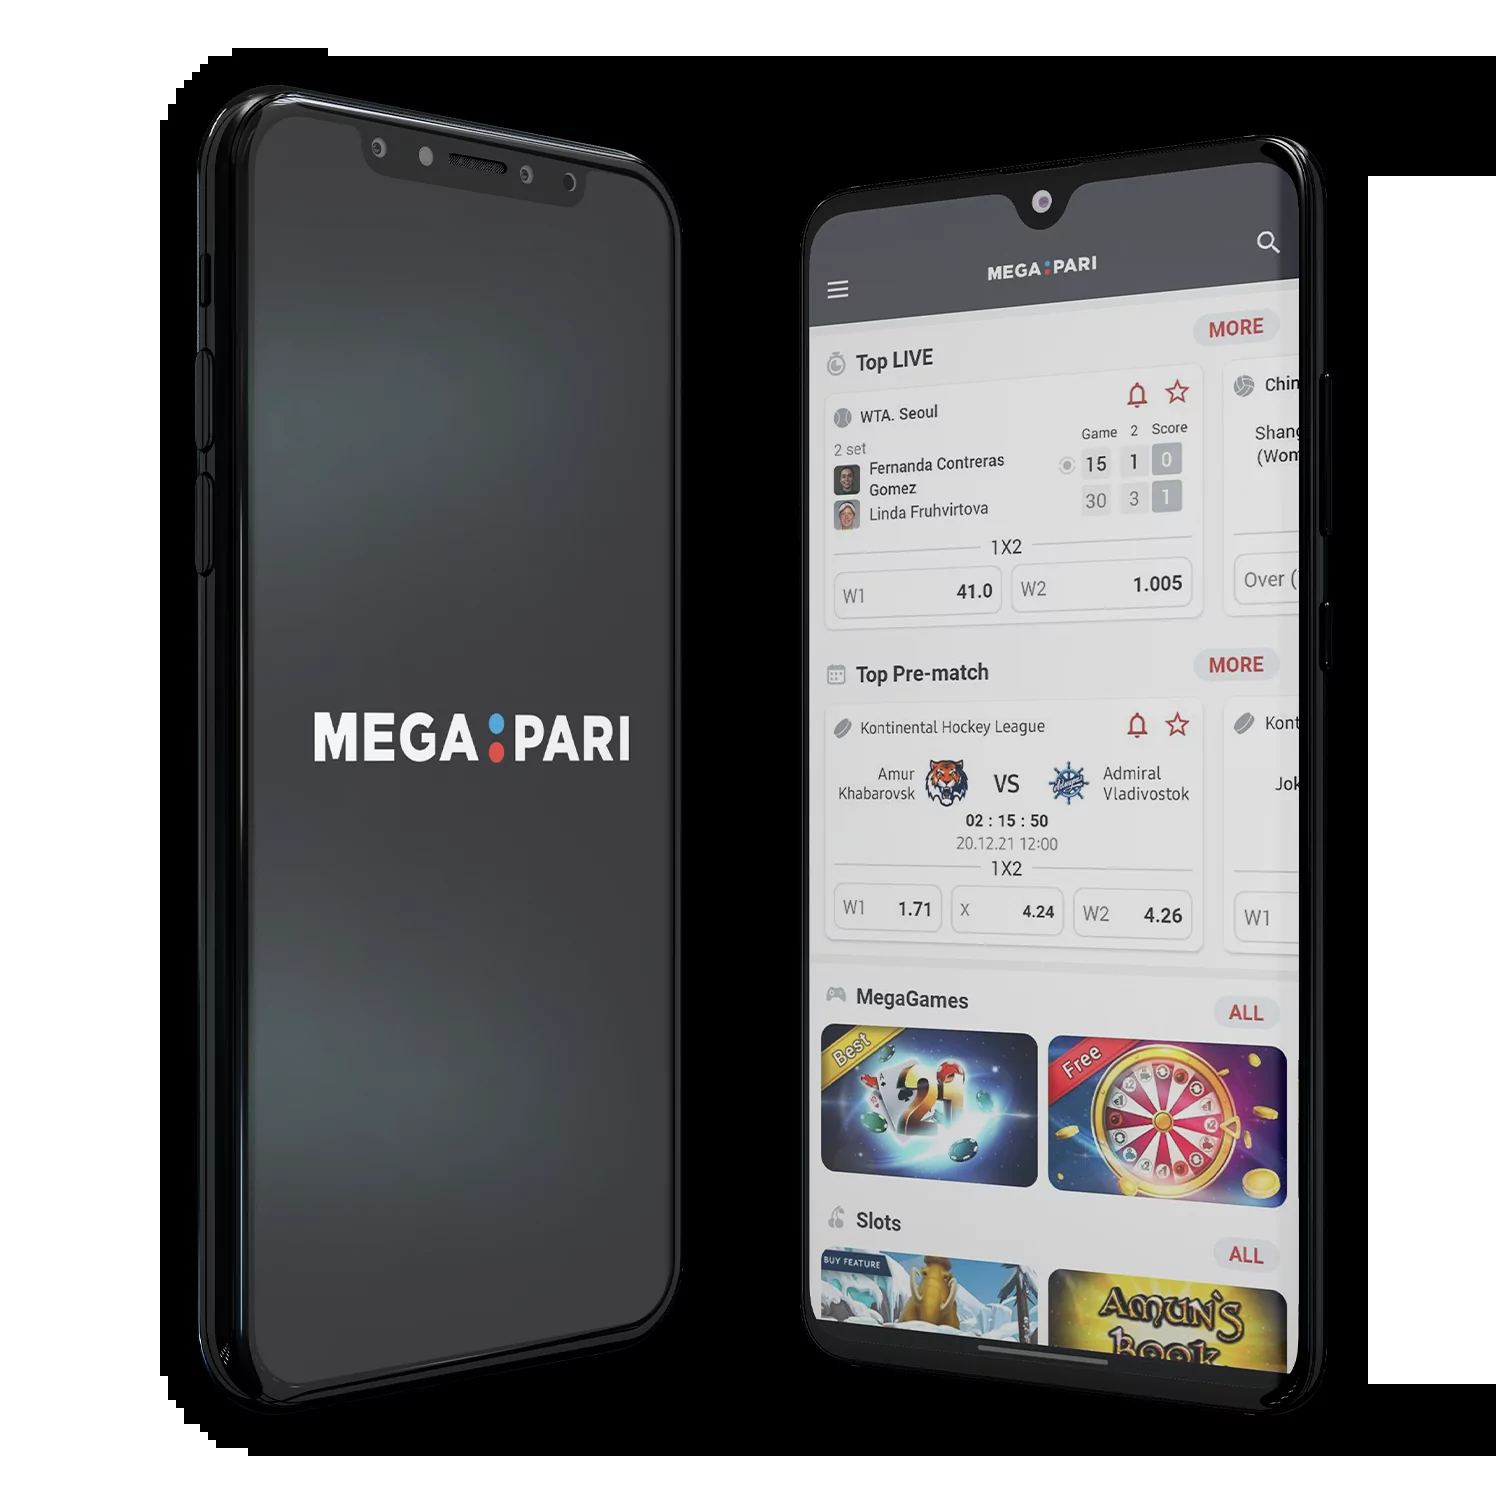 MEGA:PARI
MEGA:PARI
MORE
Top LIVE
WTA. Seoul
Game 2 Score
2 set
Fernanda Contreras
Gomez
15 1 0
Linda Fruhvirtova
30 3 1
1X2
W1 41.0
W2 1.005
Chin
Shang
(Wom
Over (
Top Pre-match
MORE
Kontinental Hockey League
Amur
Khabarovsk
VS
Admiral
Vladivostok
02 : 15 : 50
20.12.21 12:00
1X2
W1 1.71
X 4.24
W2 4.26
Kont
Jok
W1
MegaGames
ALL
Best
21
Free
Slots
ALL
BUY FEATURE
AMUN'S
BOOK